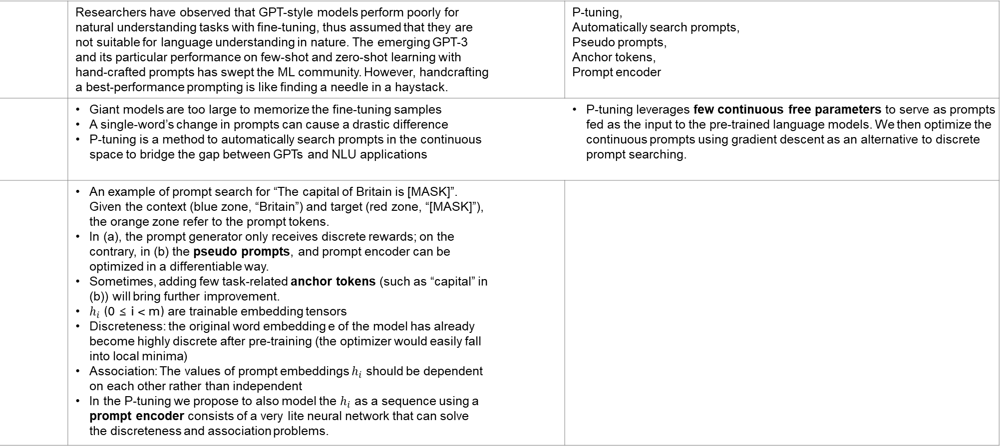 Researchers have observed that GPT-style models perform poorly for
natural understanding tasks with fine-tuning, thus assumed that they are
not suitable for language understanding in nature. The emerging GPT-3
and its particular performance on few-shot and zero-shot learning with
hand-crafted prompts has swept the ML community. However, handcrafting
a best-performance prompting is like finding a needle in a haystack.
P-tuning,
Automatically search prompts,
Pseudo prompts,
Anchor tokens,
Prompt encoder
• Giant models are too large to memorize the fine-tuning samples
• A single-word’s change in prompts can cause a drastic difference
• P-tuning is a method to automatically search prompts in the continuous
space to bridge the gap between GPTs and NLU applications
• P-tuning leverages few continuous free parameters to serve as prompts
fed as the input to the pre-trained language models. We then optimize the
continuous prompts using gradient descent as an alternative to discrete
prompt searching.
• An example of prompt search for “The capital of Britain is [MASK]”.
Given the context (blue zone, “Britain”) and target (red zone, “[MASK]”),
the orange zone refer to the prompt tokens.
• In (a), the prompt generator only receives discrete rewards; on the
contrary, in (b) the pseudo prompts, and prompt encoder can be
optimized in a differentiable way.
• Sometimes, adding few task-related anchor tokens (such as “capital” in
(b)) will bring further improvement.
• hᵢ (0 ≤ i < m) are trainable embedding tensors
• Discreteness: the original word embedding e of the model has already
become highly discrete after pre-training (the optimizer would easily fall
into local minima)
• Association: The values of prompt embeddings hᵢ should be dependent
on each other rather than independent
• In the P-tuning we propose to also model the hᵢ as a sequence using a
prompt encoder consists of a very lite neural network that can solve
the discreteness and association problems.